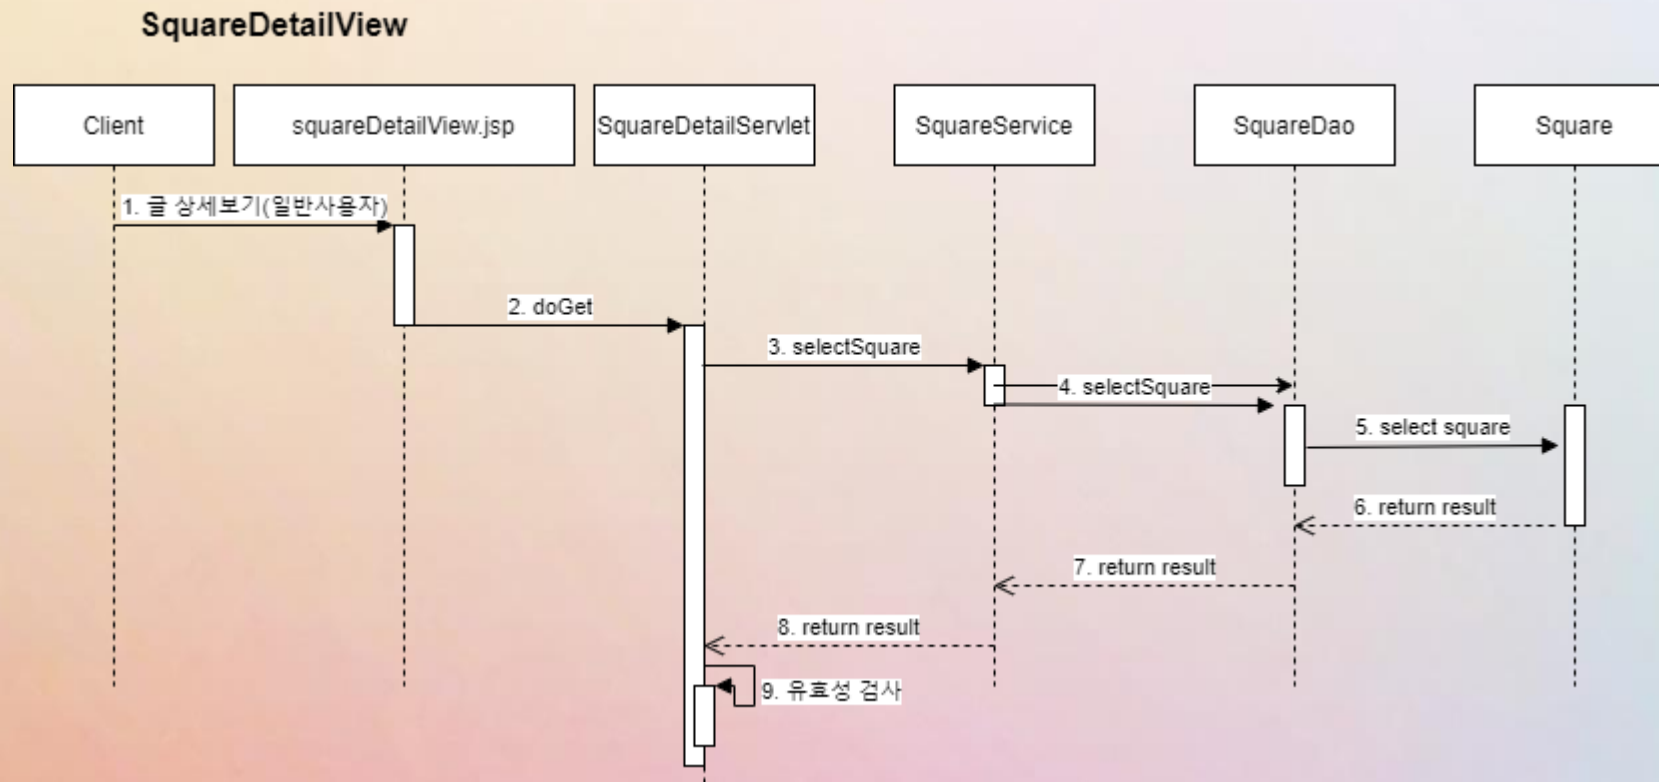 SquareDetailView
Client
squareDetailView.jsp
SquareDetailServlet
SquareService
SquareDao
Square
1. 글 상세보기(일반사용자)
2. doGet
3. selectSquare
4. selectSquare
5. select square
6. return result
7. return result
8. return result
9. 유효성 검사